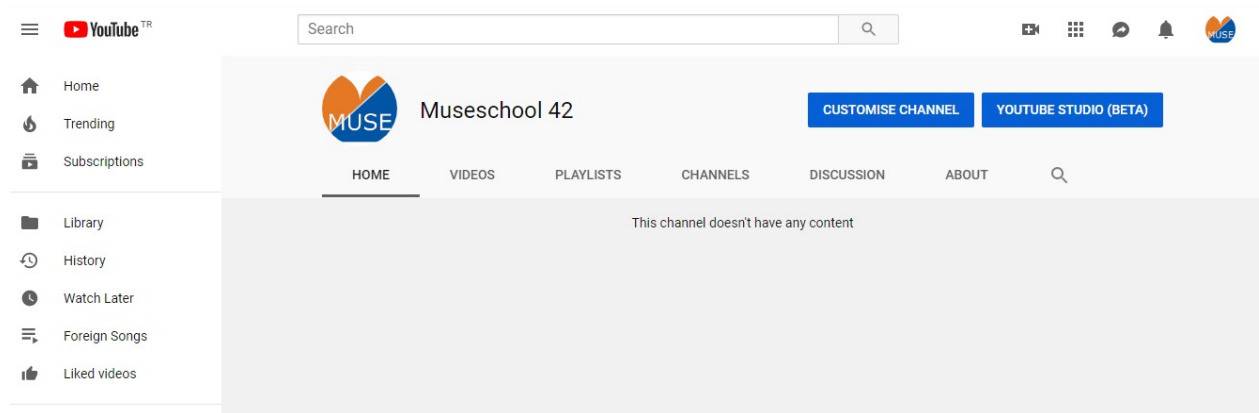 YouTube TR
Search
MUSE
Home
Trending
Subscriptions
Library
History
Watch Later
Foreign Songs
Liked videos
MUSE
Museschool 42
CUSTOMISE CHANNEL
YOUTUBE STUDIO (BETA)
HOME VIDEOS PLAYLISTS CHANNELS DISCUSSION ABOUT
This channel doesn't have any content